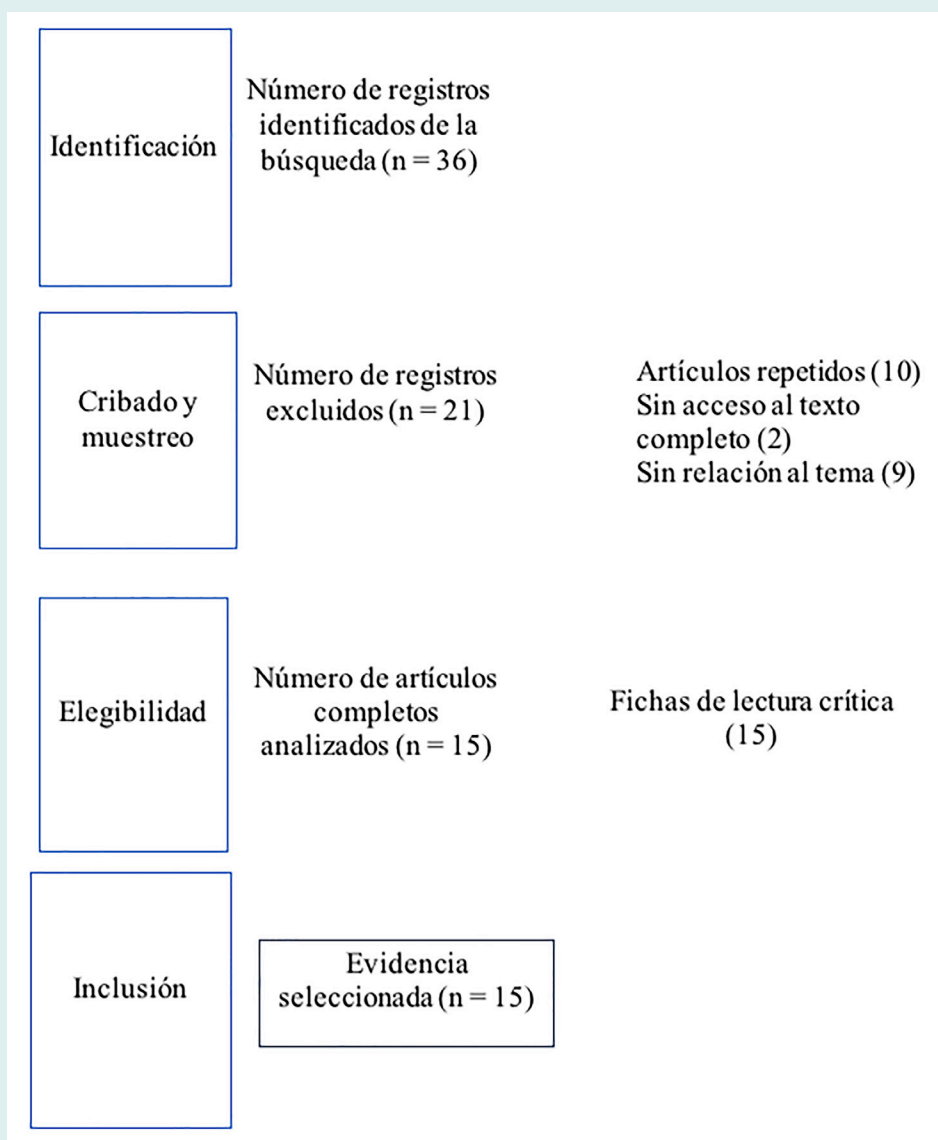 Identificación
Número de registros
identificados de la
búsqueda (n = 36)
Cribado y
muestreo
Número de registros
excluidos (n = 21)
Artículos repetidos (10)
Sin acceso al texto
completo (2)
Sin relación al tema (9)
Elegibilidad
Número de artículos
completos
analizados (n = 15)
Fichas de lectura crítica
(15)
Inclusión
Evidencia
seleccionada (n = 15)